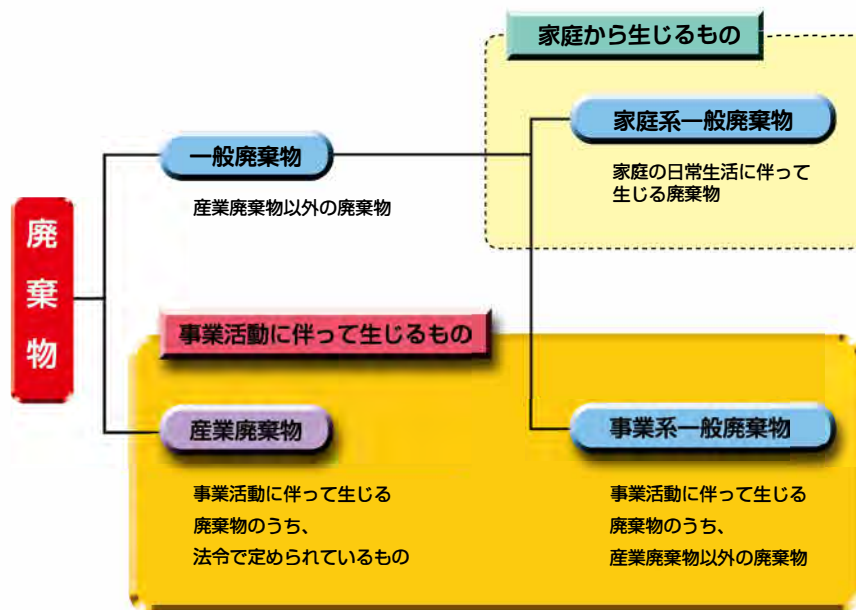 廃棄物
一般廃棄物
産業廃棄物以外の廃棄物
家庭から生じるもの
家庭系一般廃棄物
家庭の日常生活に伴って
生じる廃棄物
事業活動に伴って生じるもの
産業廃棄物
事業活動に伴って生じる
廃棄物のうち、
法令で定められているもの
事業系一般廃棄物
事業活動に伴って生じる
廃棄物のうち、
産業廃棄物以外の廃棄物